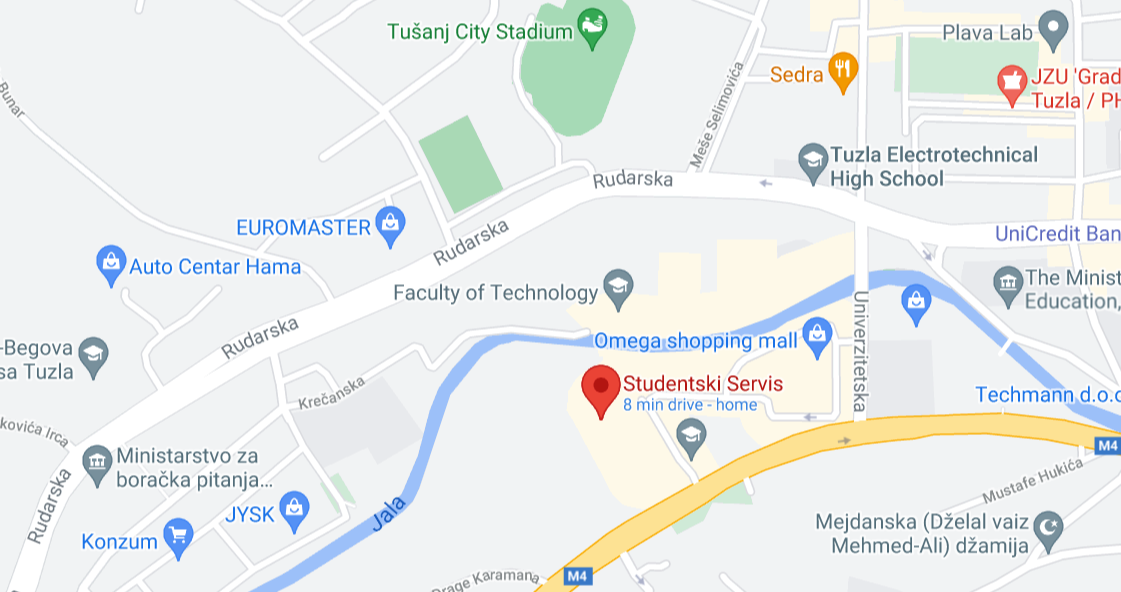 Tušanj City Stadium
Plava Lab
Sedra
JZU 'Grad
Tuzla / PH
Bunar
Meše Selimovića
Tuzla Electrotechnical
High School
Rudarska
EUROMASTER
Rudarska
UniCredit Ban
Auto Centar Hama
Faculty of Technology
The Minist
Education,
Univerzitetska
Rudarska
Omega shopping mall
-Begova
sa Tuzla
Studentski Servis
8 min drive - home
Krečanska
Techmann d.o.o
kovića Irca
M4
Ministarstvo za
boračka pitanja...
Mustafe Hukića
Rudarska
JYSK
Jala
Konzum
Mejdanska (Dželal vaiz
Mehmed-Ali) džamija
Drage Karamana
M4